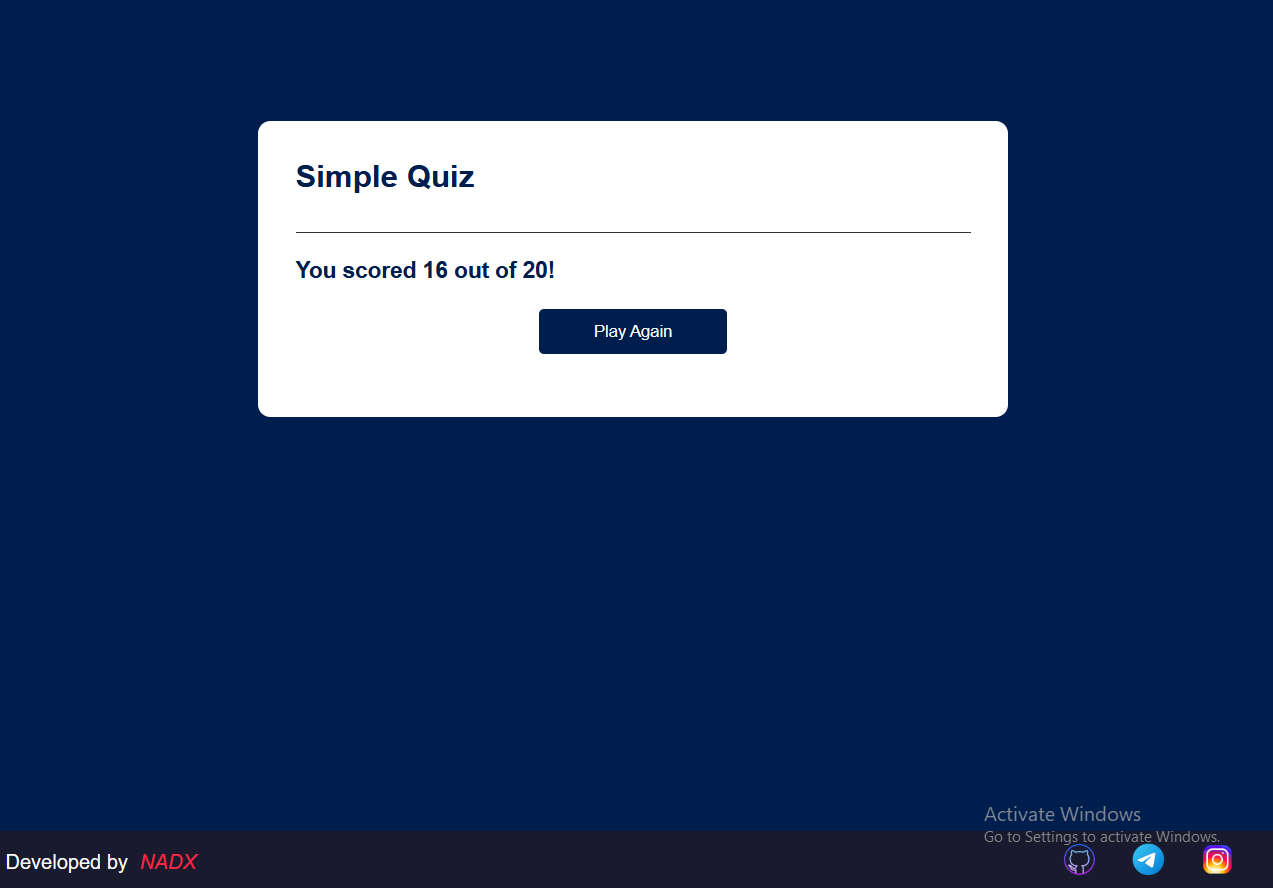 Simple Quiz
You scored 16 out of 20!
Play Again
Activate Windows
Go to Settings to activate Windows.
Developed by NADX